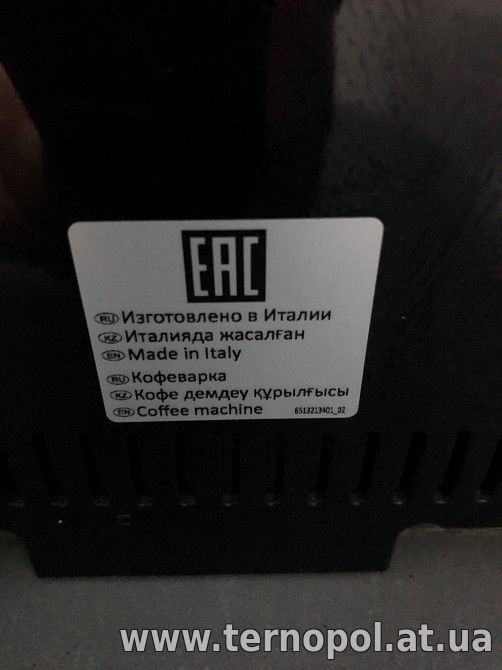 EAC
RU Изготовлено в Италии
KZ Италияда жасалған
EN Made in Italy
RU Кофеварка
KZ Кофе демдеу құрылғысы
EN Coffee machine 6513213401_02
www.ternopol.at.ua